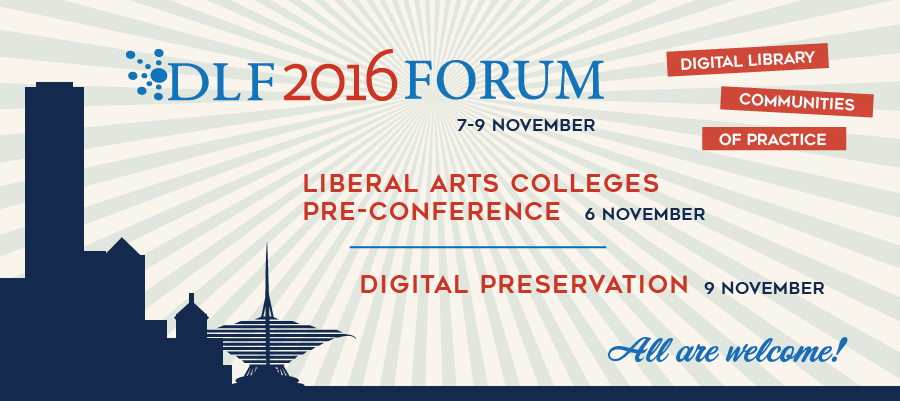 DLF 2016 FORUM
7-9 NOVEMBER
DIGITAL LIBRARY
COMMUNITIES
OF PRACTICE
LIBERAL ARTS COLLEGES
PRE-CONFERENCE 6 NOVEMBER
DIGITAL PRESERVATION 9 NOVEMBER
All are welcome!